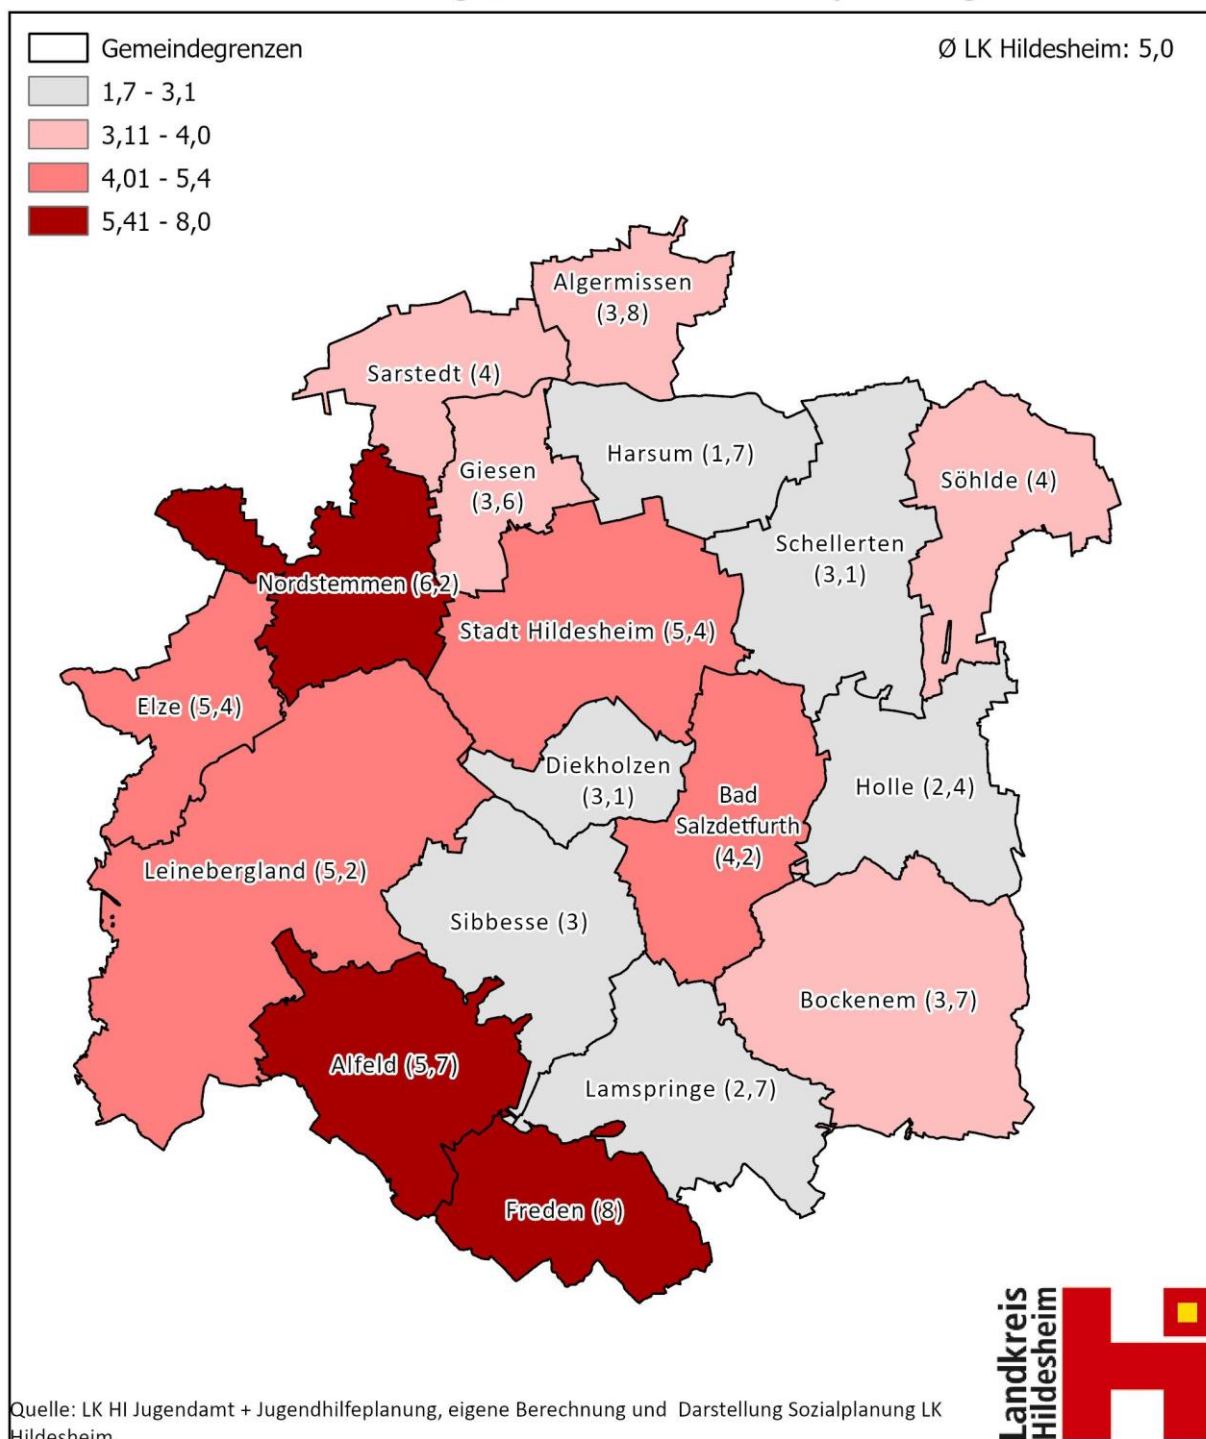 Gemeindegrenzen
Ø LK Hildesheim: 5,0
1,7 - 3,1
3,11 - 4,0
4,01 - 5,4
5,41 - 8,0
Algermissen
(3,8)
Sarstedt (4)
Harsum (1,7)
Giesen
(3,6)
Söhlde (4)
Schellerten
(3,1)
Nordstemmen (6,2)
Stadt Hildesheim (5,4)
Elze (5,4)
Diekholzen
(3,1)
Bad
Salzdetfurth
(4,2)
Holle (2,4)
Leinebergland (5,2)
Sibbesse (3)
Bockenem (3,7)
Alfeld (5,7)
Lamspringe (2,7)
Freden (8)
Landkreis
Hildesheim
Quelle: LK HI Jugendamt + Jugendhilfeplanung, eigene Berechnung und  Darstellung Sozialplanung LK
Hildesheim